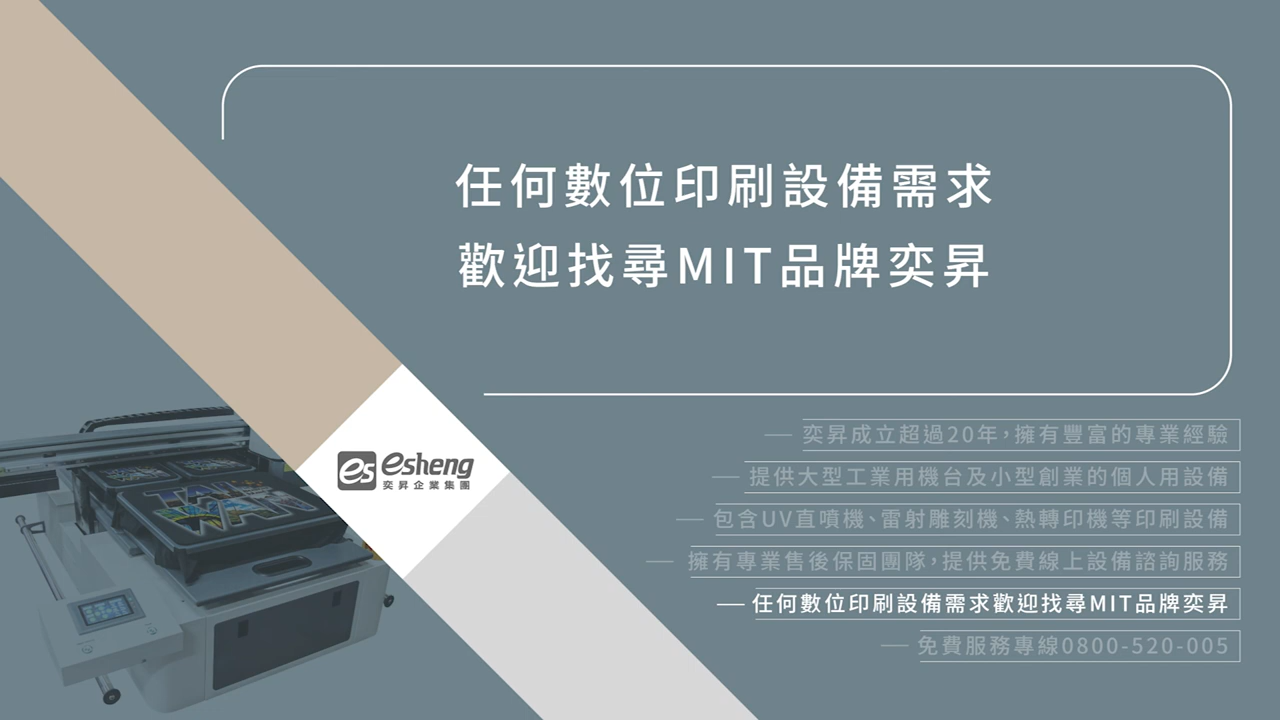 任何數位印刷設備需求
歡迎找尋MIT品牌奕昇
奕昇成立超過20年，擁有豐富的專業經驗
提供大型工業用機台及小型創業的個人用設備
es esheng
奕昇企業集團
包含UV直噴機、雷射雕刻機、熱轉印機等印刷設備
擁有專業售後保固團隊，提供免費線上設備諮詢服務
任何數位印刷設備需求歡迎找尋MIT品牌奕昇
免費服務專線0800-520-005
TAI
WAN